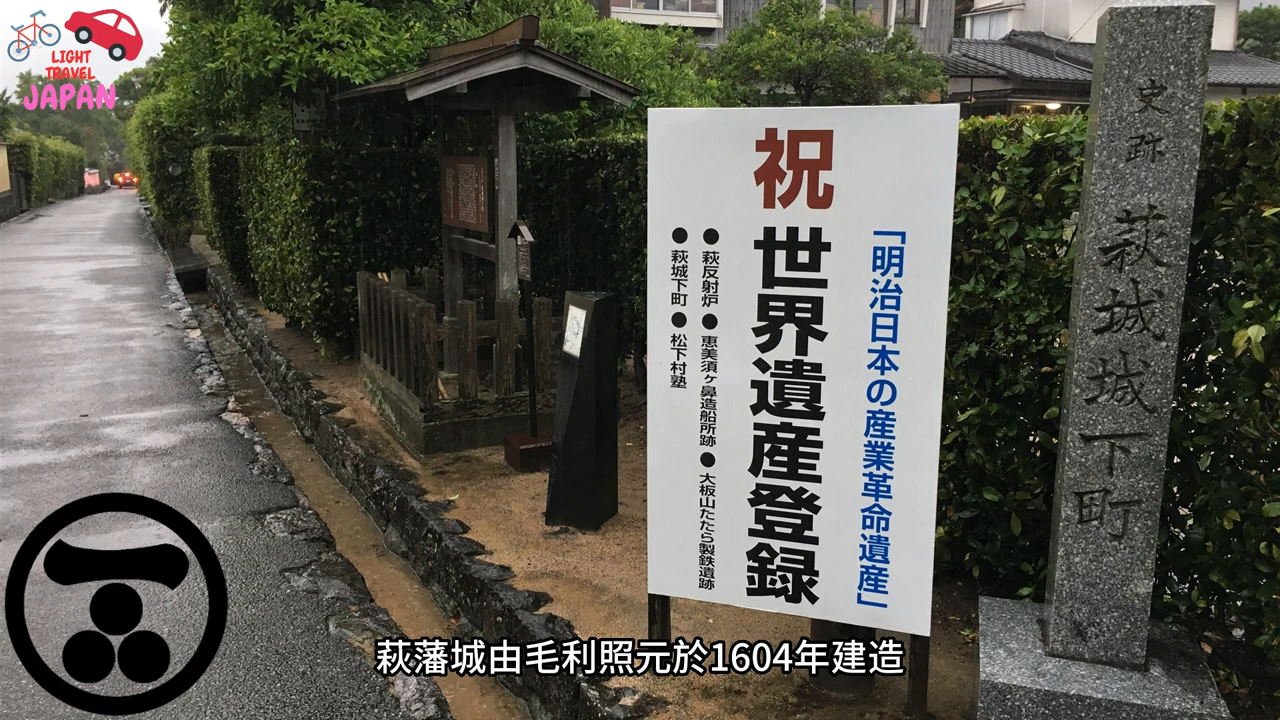 LIGHT
TRAVEL
JAPAN
「明治日本の産業革命遺産」
祝
世界遺産登録
●萩反射炉●恵美須ヶ鼻造船所跡●大板山たたら製鉄遺跡
●萩城下町●松下村塾
史跡
萩城城下町
萩藩城由毛利照元於1604年建造